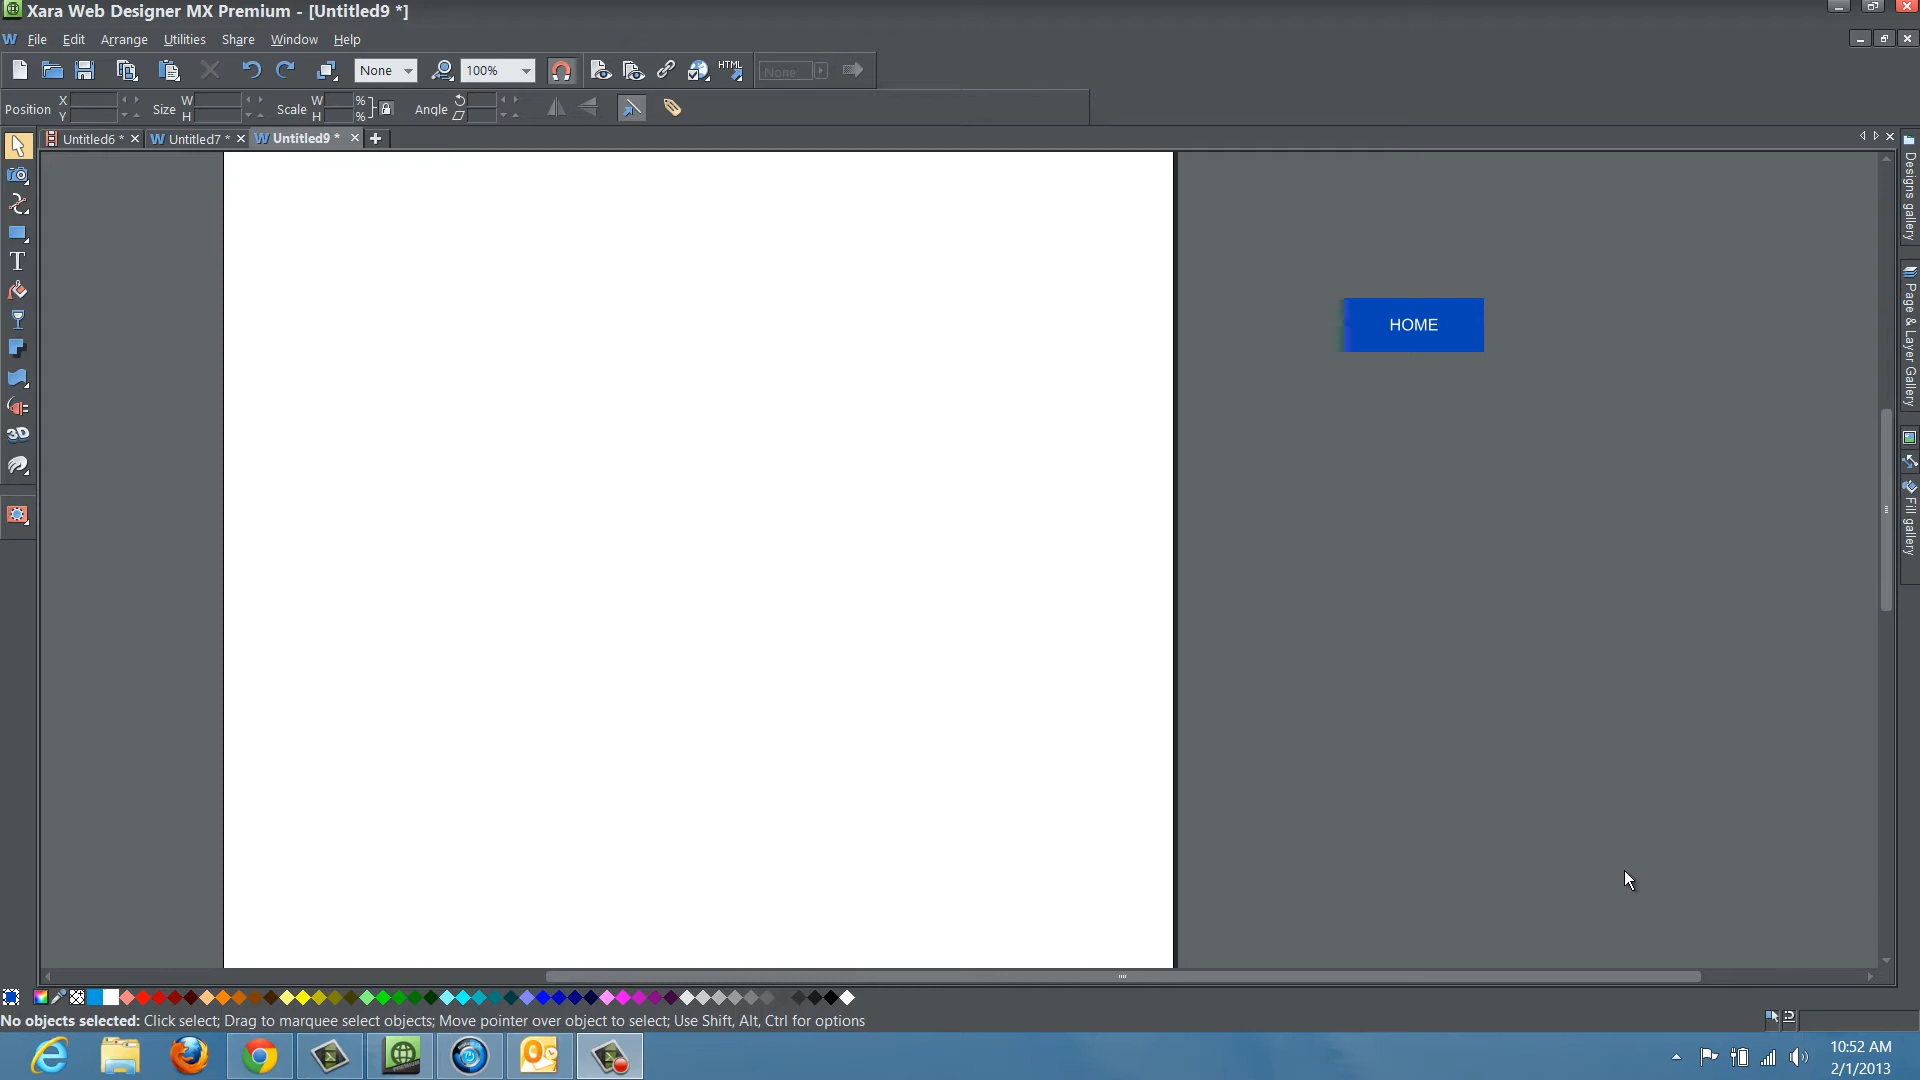 Xara Web Designer MX Premium - [Untitled9 *]
W File Edit Arrange Utilities Share Window Help
None 100% HTML None
Position X Y Size W H Scale W H % % Angle
Untitled6 * W Untitled7 * W Untitled9 *
T
3D
HOME
Designs gallery
Page & Layer Gallery
Fill gallery
No objects selected: Click select; Drag to marquee select objects; Move pointer over object to select; Use Shift, Alt, Ctrl for options
10:52 AM
2/1/2013